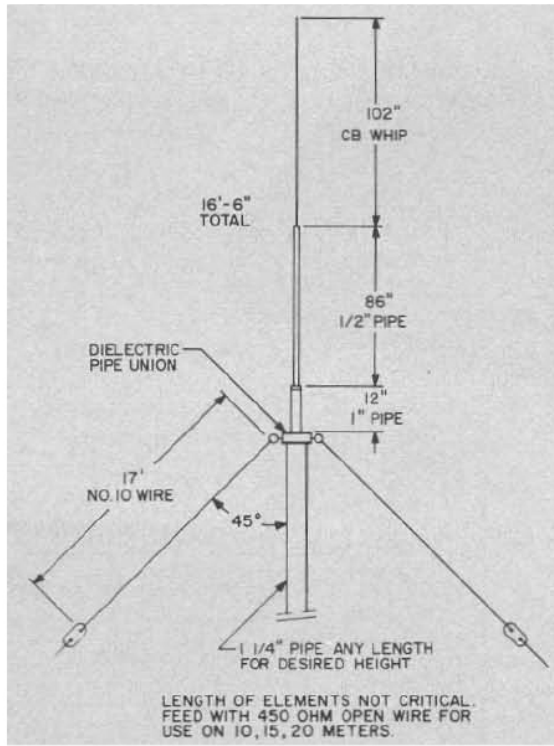 102"
CB WHIP
16'-6"
TOTAL
86"
1/2" PIPE
DIELECTRIC
PIPE UNION
12"
1" PIPE
17'
NO.10 WIRE
45°
1 1/4" PIPE ANY LENGTH
FOR DESIRED HEIGHT
LENGTH OF ELEMENTS NOT CRITICAL.
FEED WITH 450 OHM OPEN WIRE FOR
USE ON 10, 15, 20 METERS.